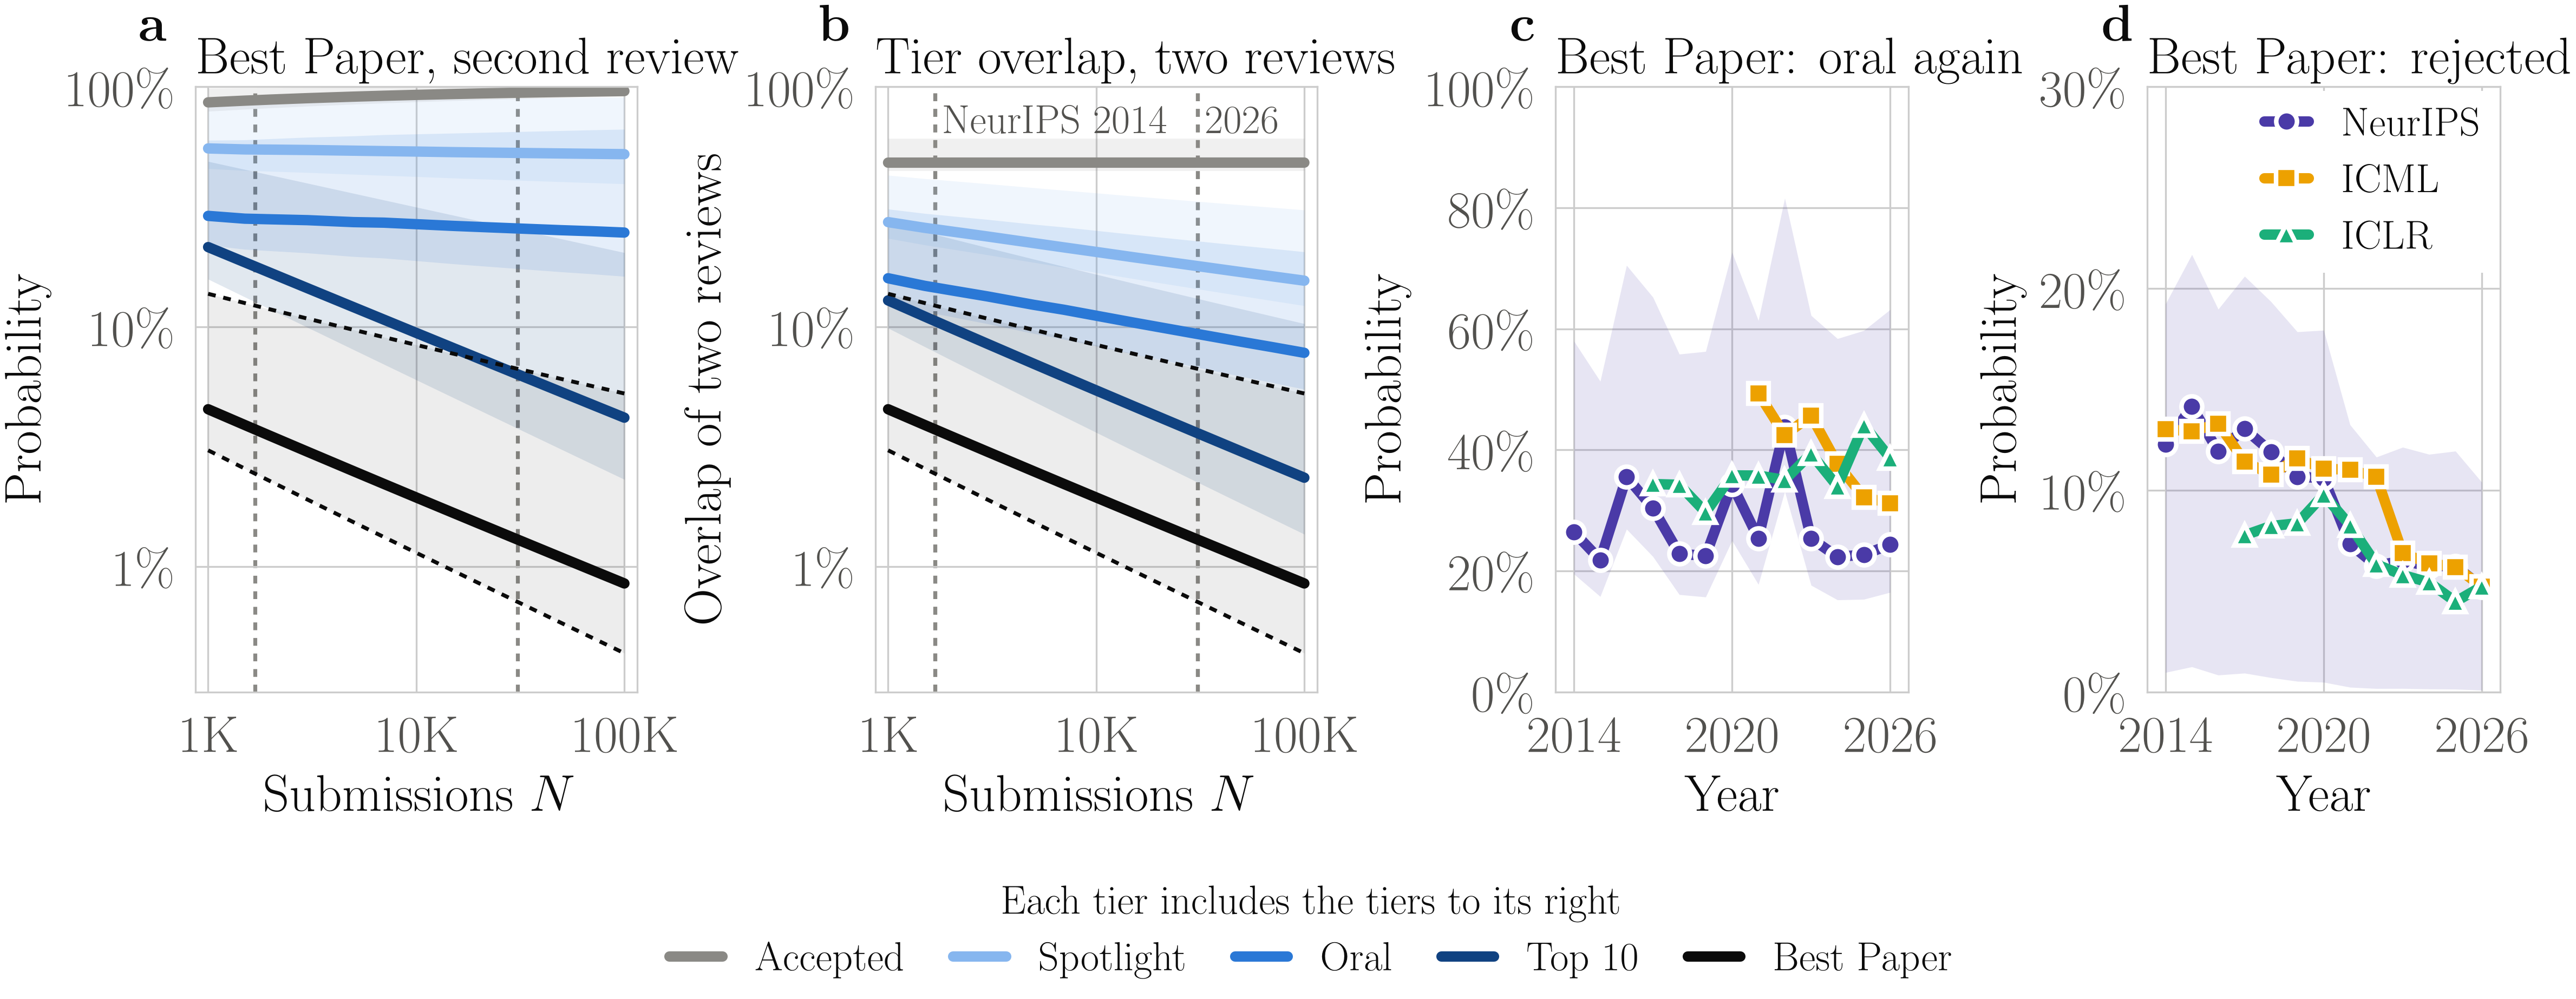 a
Best Paper, second review
100%
10%
1%
Probability
1K
10K
100K
Submissions N
b
Tier overlap, two reviews
NeurIPS 2014
2026
100%
10%
1%
Overlap of two reviews
1K
10K
100K
Submissions N
c
Best Paper: oral again
100%
80%
60%
40%
20%
0%
Probability
2014
2020
2026
Year
d
Best Paper: rejected
30%
20%
10%
0%
Probability
NeurIPS
ICML
ICLR
2014
2020
2026
Year
Each tier includes the tiers to its right
Accepted
Spotlight
Oral
Top 10
Best Paper